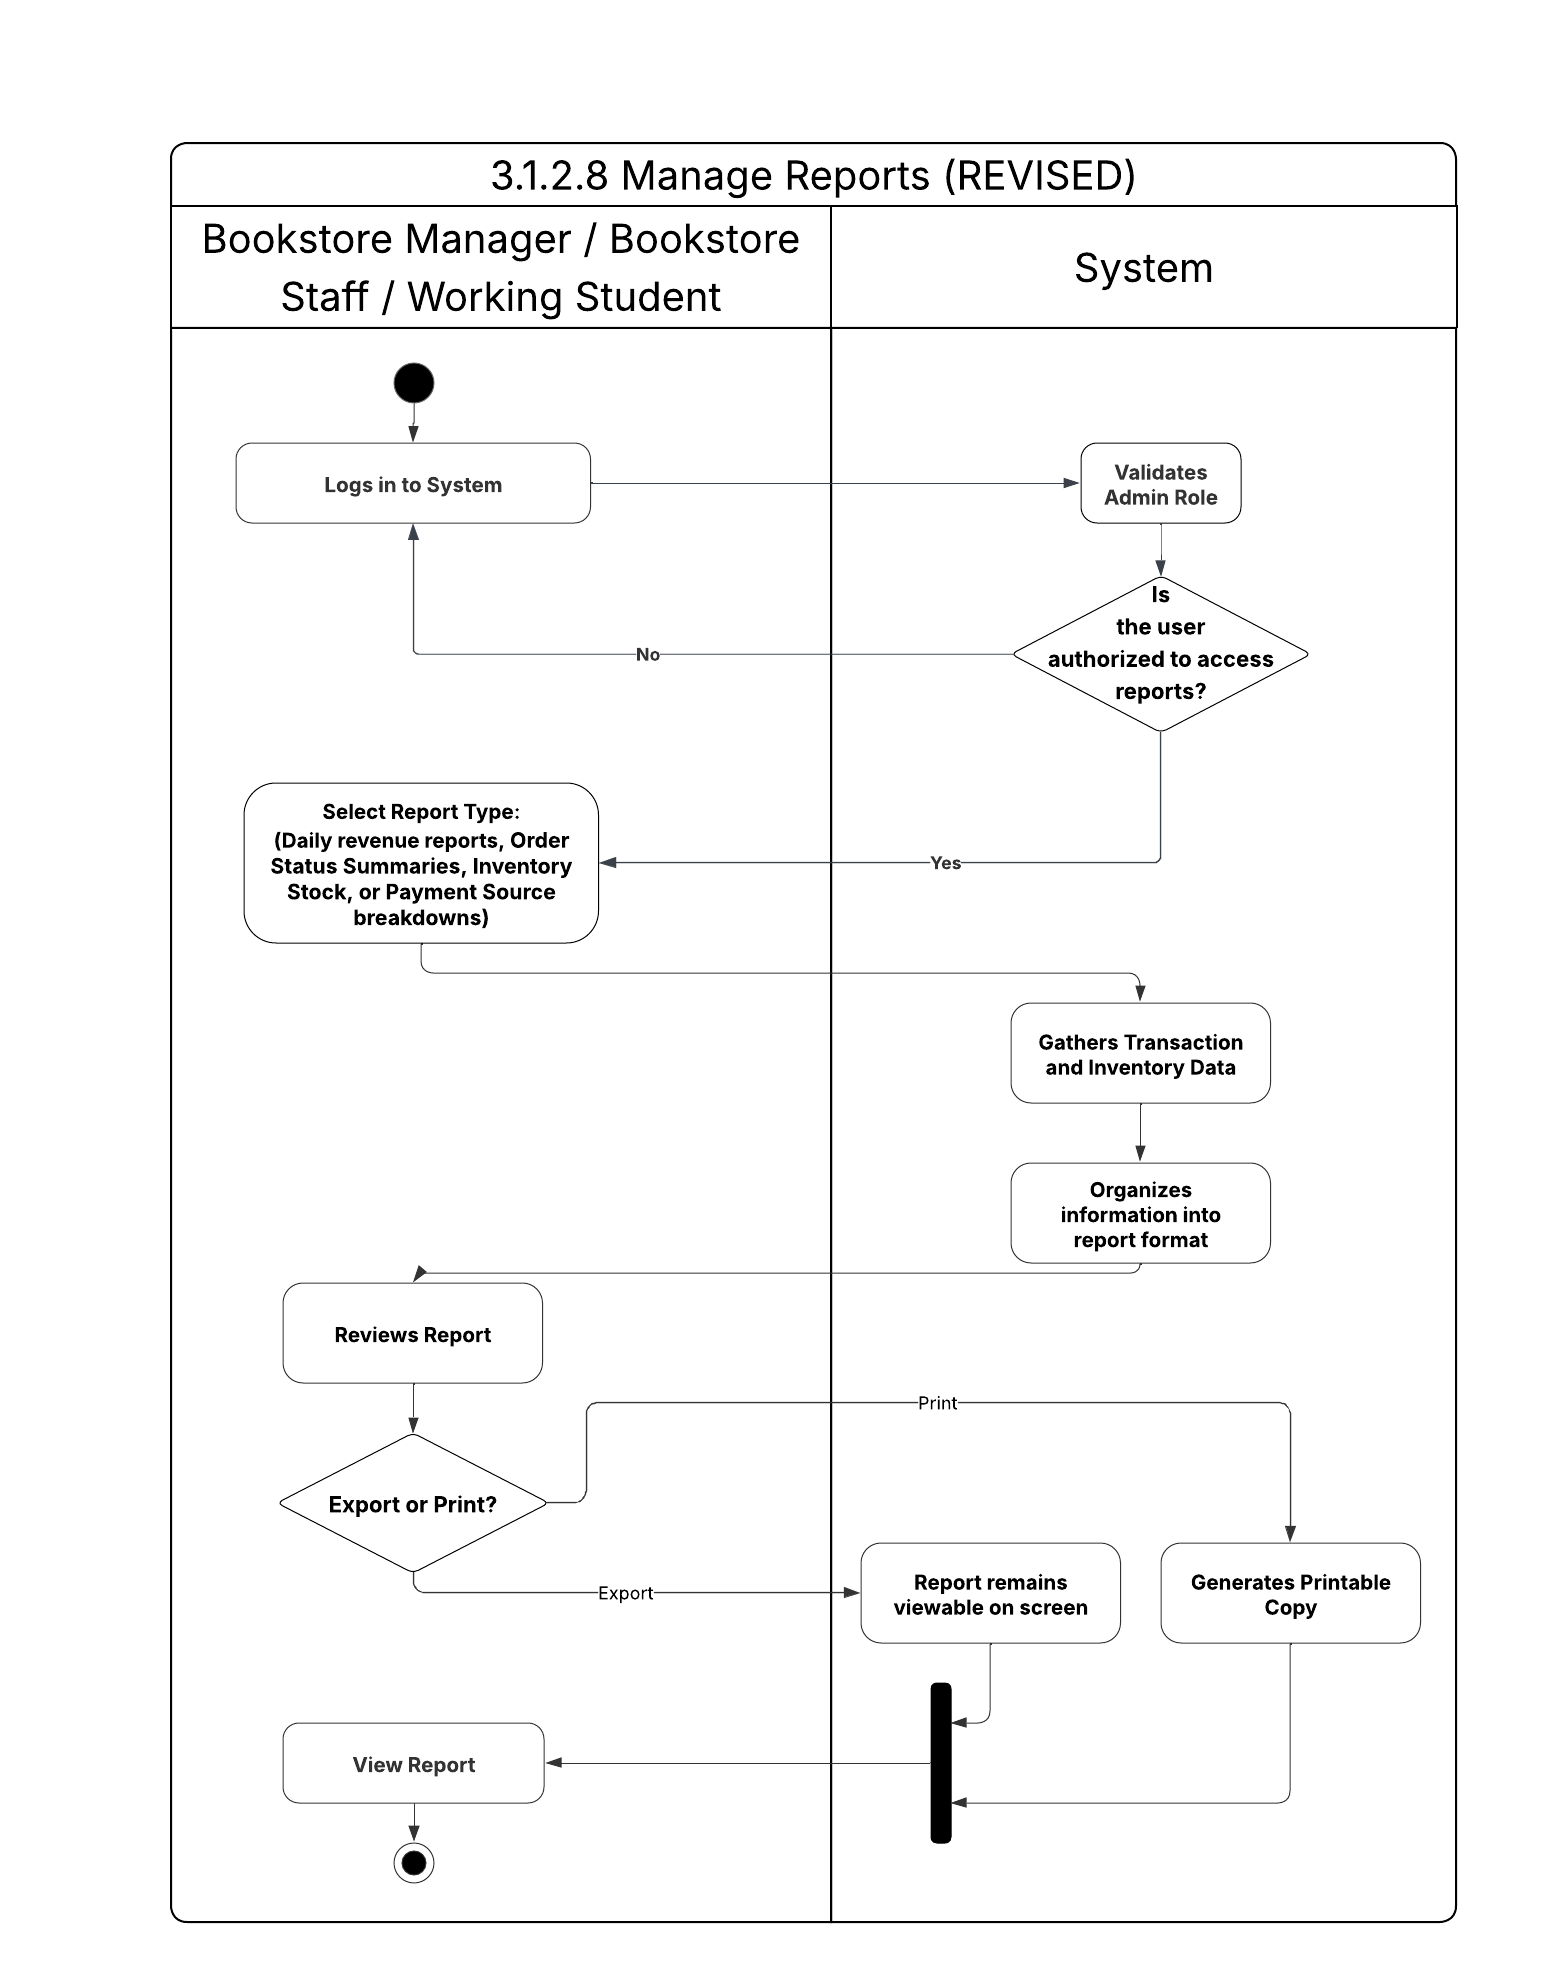 3.1.2.8 Manage Reports (REVISED)
Bookstore Manager / Bookstore
Staff / Working Student
System
Logs in to System
Validates
Admin Role
Is
the user
authorized to access
reports?
No
Select Report Type:
(Daily revenue reports, Order
Status Summaries, Inventory
Stock, or Payment Source
breakdowns)
Yes
Gathers Transaction
and Inventory Data
Organizes
information into
report format
Reviews Report
Print
Export or Print?
Export
Report remains
viewable on screen
Generates Printable
Copy
View Report